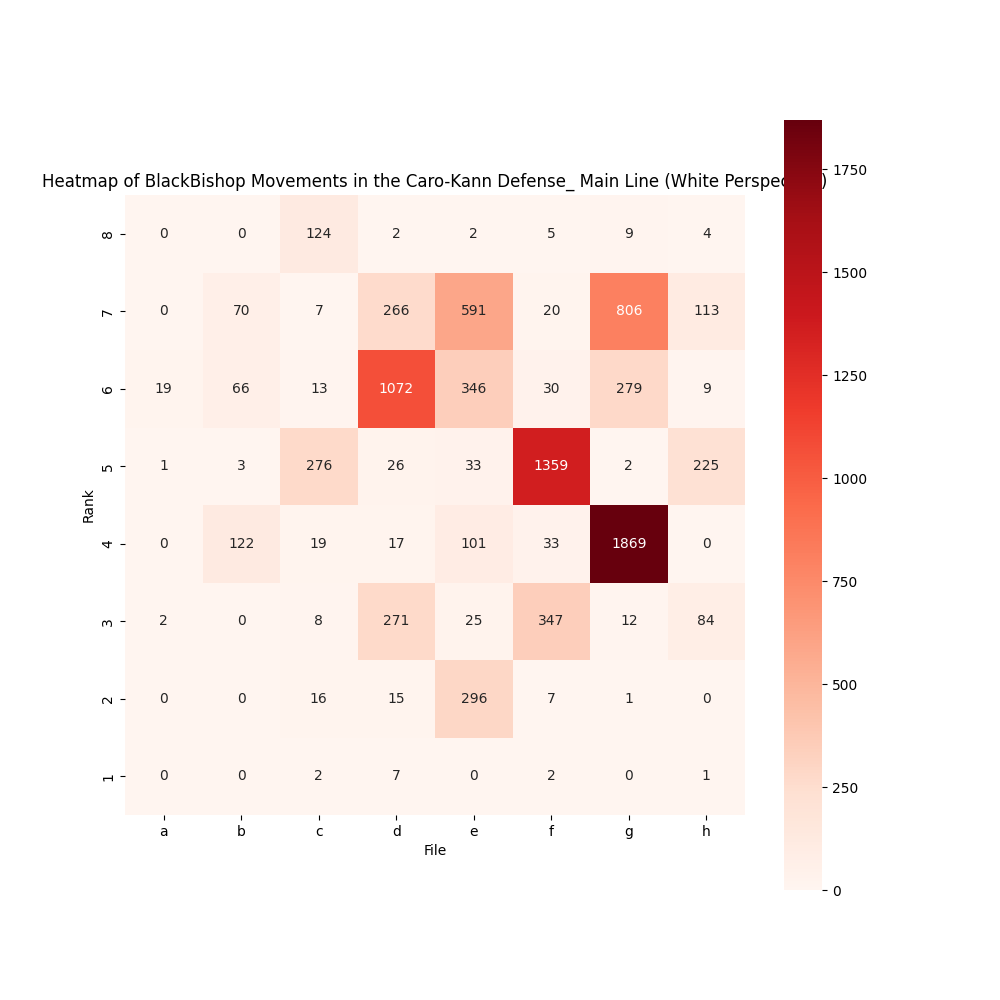 Heatmap of BlackBishop Movements in the Caro-Kann Defense_ Main Line (White Perspec )
8 0 0 124 2 2 5 9 4
7 0 70 7 266 591 20 806 113
6 19 66 13 1072 346 30 279 9
5 1 3 276 26 33 1359 2 225
4 0 122 19 17 101 33 1869 0
3 2 0 8 271 25 347 12 84
2 0 0 16 15 296 7 1 0
1 0 0 2 7 0 2 0 1
a b c d e f g h
File
Rank
1750
1500
1250
1000
750
500
250
0